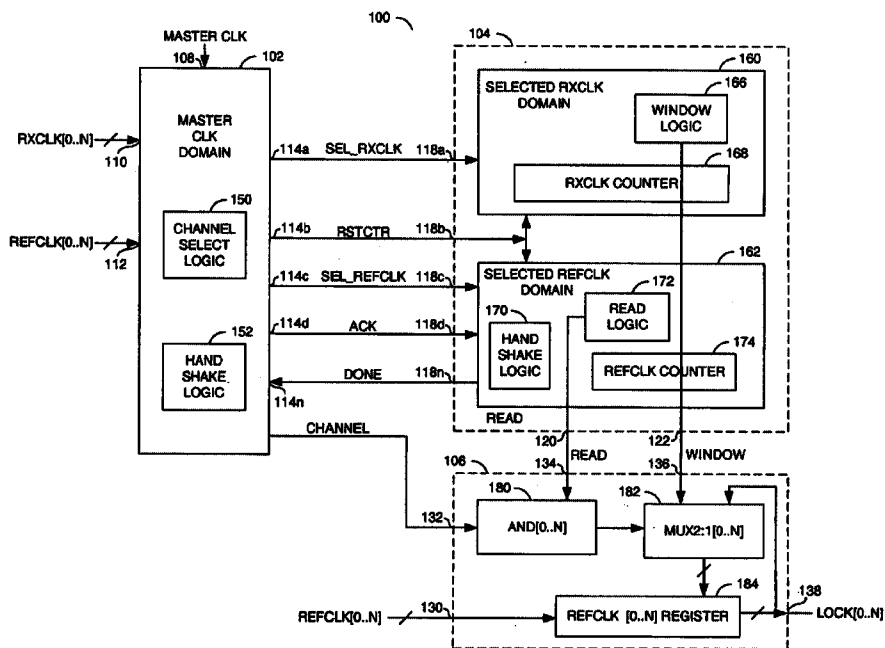 100
MASTER CLK
108
102
MASTER
CLK
DOMAIN
RXCLK[0..N]
110
REFCLK[0..N]
112
150
CHANNEL
SELECT
LOGIC
152
HAND
SHAKE
LOGIC
114a
SEL_RXCLK
118a
114b
RSTCTR
118b
114c
SEL_REFCLK
118c
114d
ACK
118d
DONE
118n
114n
CHANNEL
104
160
SELECTED RXCLK
DOMAIN
166
WINDOW
LOGIC
168
RXCLK COUNTER
162
SELECTED REFCLK
DOMAIN
172
READ
LOGIC
170
HAND
SHAKE
LOGIC
174
REFCLK COUNTER
READ
120
122
READ
WINDOW
106
134
136
180
182
132
AND[0..N]
MUX2:1[0..N]
184
138
REFCLK[0..N]
130
REFCLK [0..N] REGISTER
LOCK[0..N]